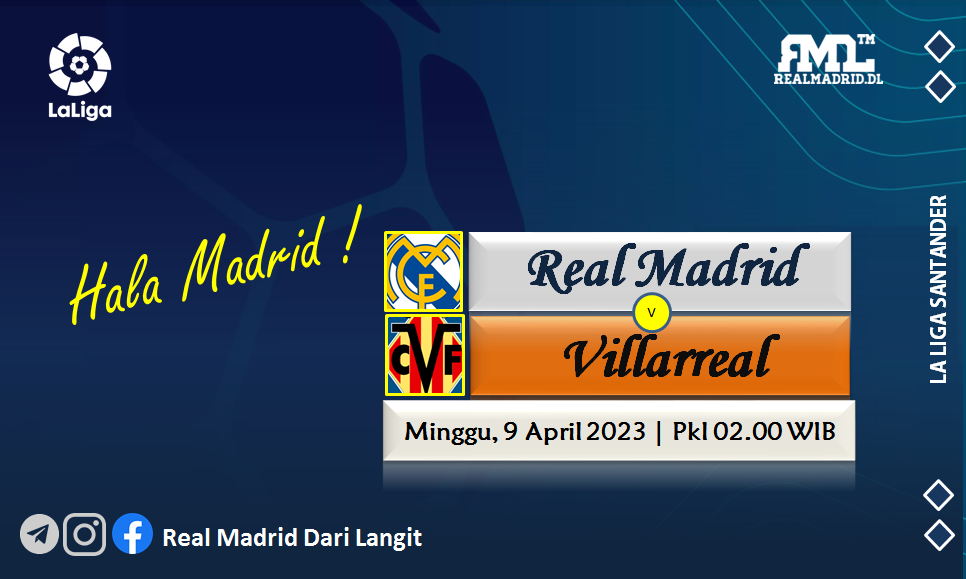 LaLiga
RML™
REALMADRID.DL
Hala Madrid !
Real Madrid
V
Villarreal
CVF
Minggu, 9 April 2023 | Pkl 02.00 WIB
LA LIGA SANTANDER
Real Madrid Dari Langit